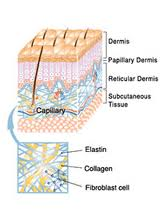 Dermis
Papillary Dermis
Reticular Dermis
Subcutaneous
Tissue
Capillary
Elastin
Collagen
Fibroblast cell